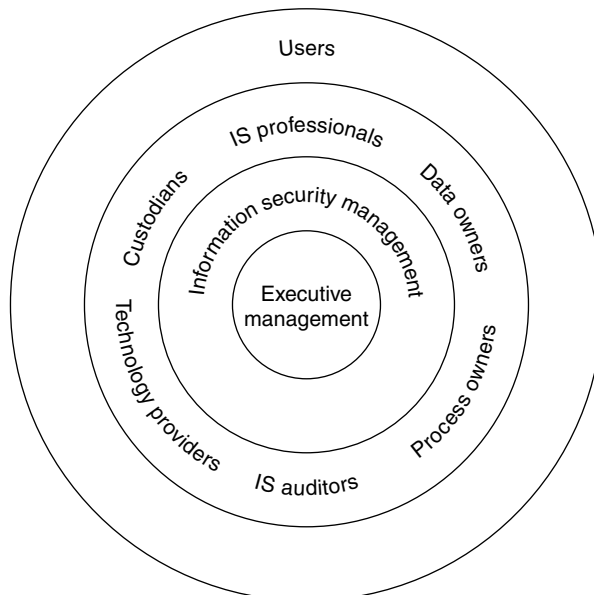 Users
IS professionals
Custodians
Data owners
Information security management
Executive
management
Technology providers
Process owners
IS auditors